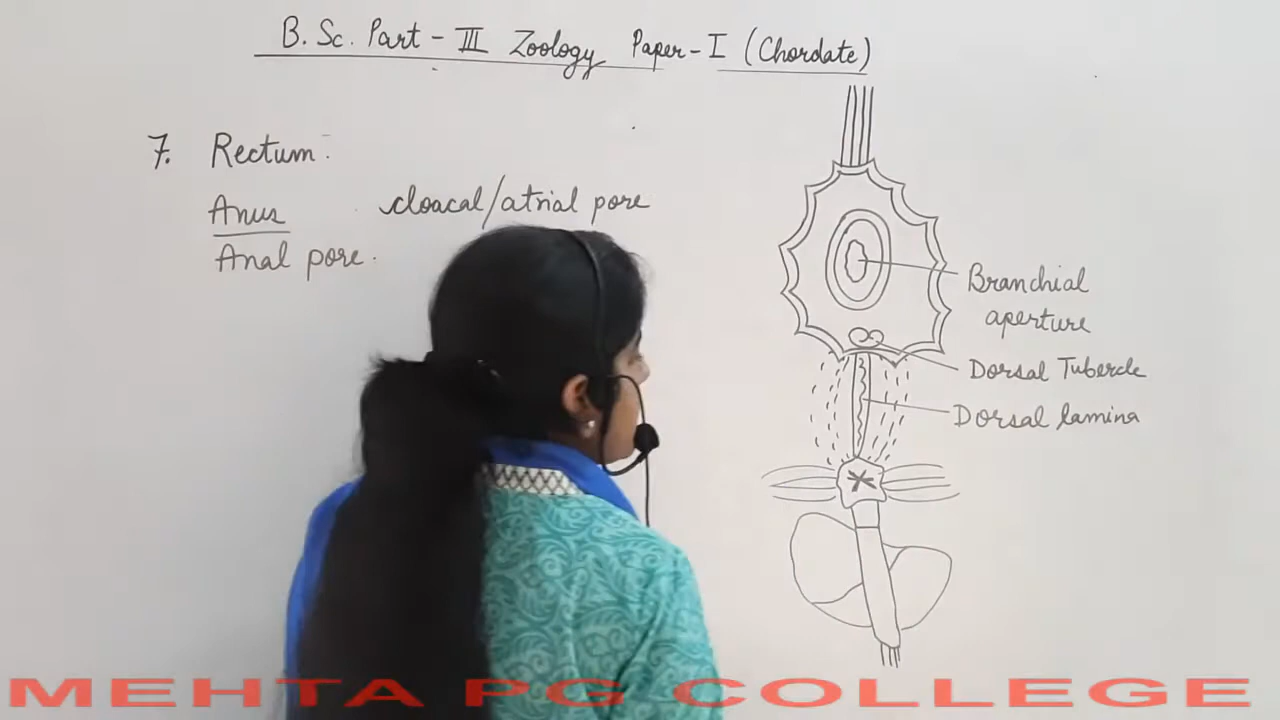 B. Sc. Part - III Zoology Paper - I (Chordate)
7. Rectum :
Anus cloacal/atrial pore
Anal pore.
Branchial
aperture
Dorsal Tubercle
Dorsal lamina
MEHTA PG COLLEGE